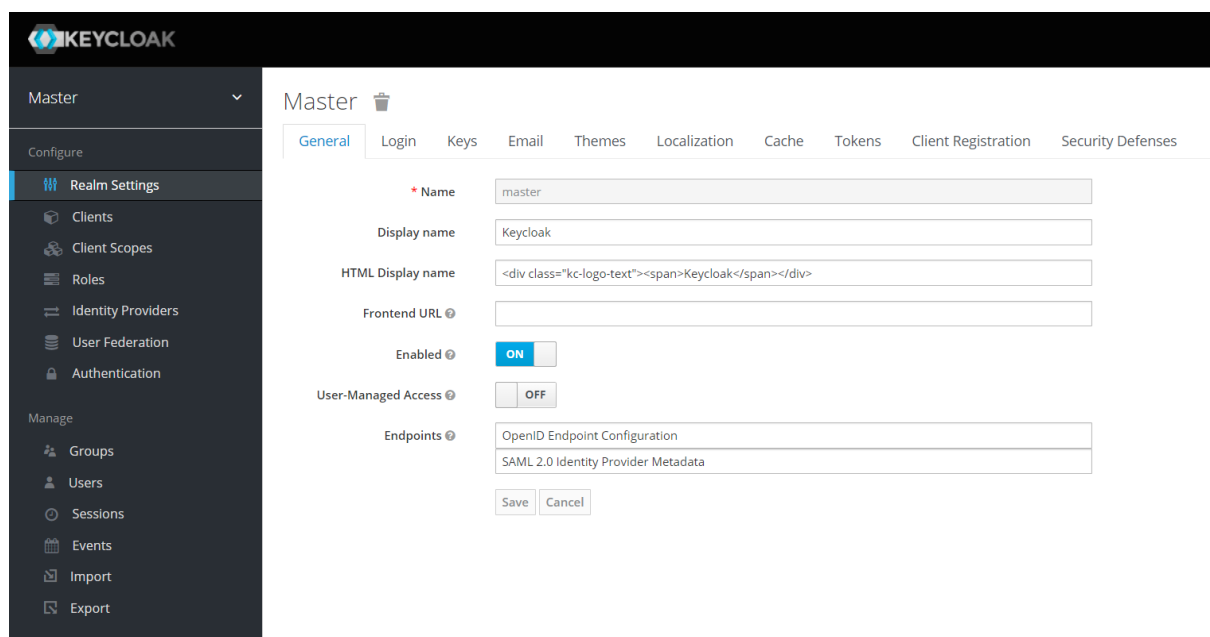 KEYCLOAK
Master
Configure
Realm Settings
Clients
Client Scopes
Roles
Identity Providers
User Federation
Authentication
Manage
Groups
Users
Sessions
Events
Import
Export
Master
General Login Keys Email Themes Localization Cache Tokens Client Registration Security Defenses
* Name master
Display name Keycloak
HTML Display name <div class="kc-logo-text"><span>Keycloak</span></div>
Frontend URL
Enabled ON
User-Managed Access OFF
Endpoints OpenID Endpoint Configuration
SAML 2.0 Identity Provider Metadata
Save Cancel